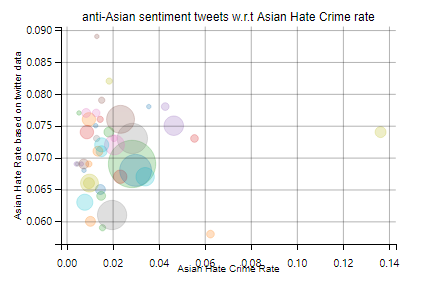 anti-Asian sentiment tweets w.r.t Asian Hate Crime rate
Asian Hate Rate based on twitter data
0.090
0.085
0.080
0.075
0.070
0.065
0.060
0.00 0.02 0.04 0.06 0.08 0.10 0.12 0.14
Asian Hate Crime Rate